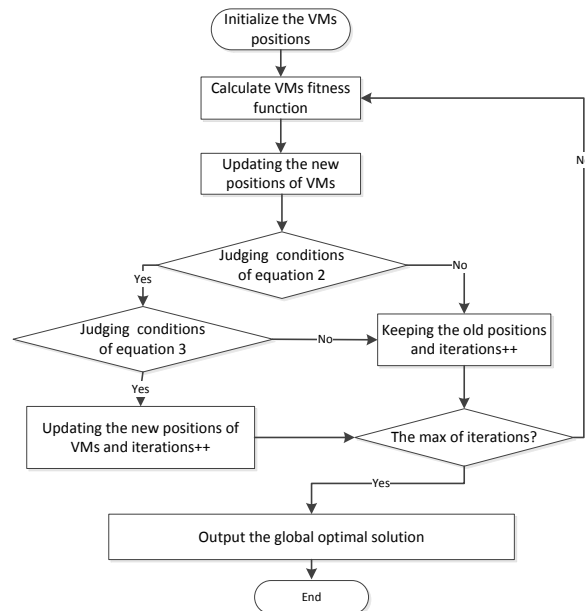 Initialize the VMs
positions
Calculate VMs fitness
function
Updating the new
positions of VMs
Judging conditions
of equation 2
Yes
No
Judging conditions
of equation 3
No
Keeping the old positions
and iterations++
Yes
Updating the new positions of
VMs and iterations++
The max of iterations?
No
Yes
Output the global optimal solution
End